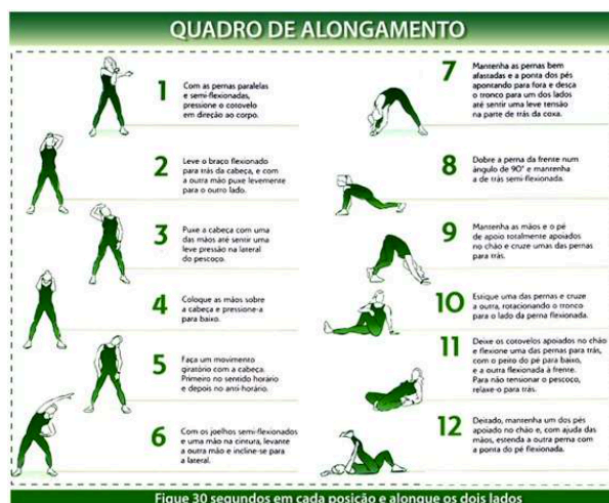 QUADRO DE ALONGAMENTO
1
Com as pernas paralelas
e semi-flexionadas,
pressione o cotovelo
em direção ao corpo.
2
Leve o braço flexionado
para trás da cabeça, e com
a outra mão puxe levemente
para o outro lado.
3
Puxe a cabeça com uma
das mãos até sentir uma
leve pressão na lateral
do pescoço.
4
Coloque as mãos sobre
a cabeça e pressione-a
para baixo.
5
Faça um movimento
giratório com a cabeça.
Primeiro no sentido horário
e depois no anti-horário.
6
Com os joelhos semi-flexionados
e uma mão na cintura, levante
a outra mão e incline-se para
a lateral.
7
Mantenha as pernas bem
afastadas e a ponta dos pés
apontando para fora e desça
o tronco para um dos lados
até sentir uma leve tensão
na parte de trás da coxa.
8
Dobre a perna da frente num
ângulo de 90° e mantenha
a de trás semi-flexionada.
9
Mantenha as mãos e o pé
de apoio totalmente apoiados
no chão e cruze umas das pernas
para trás.
10
Estique uma das pernas e cruze
a outra, rotacionando o tronco
para o lado da perna flexionada.
11
Deixe os cotovelos apoiados no chão
e flexione uma das pernas para trás,
com o peito do pé para baixo,
e a outra flexionada à frente.
Para não tensionar o pescoço,
relaxe-o para trás.
12
Deitado, mantenha um dos pés
apoiado no chão e, com ajuda das
mãos, estenda a outra perna com
a ponta do pé flexionada.
Fique 30 segundos em cada posição e alongue os dois lados